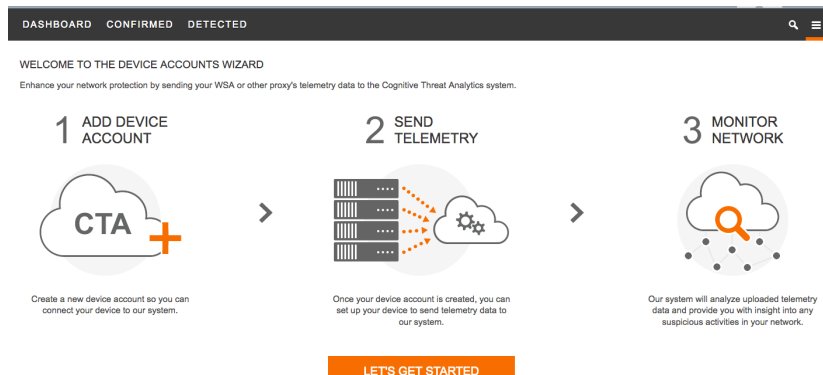 DASHBOARD CONFIRMED DETECTED
WELCOME TO THE DEVICE ACCOUNTS WIZARD
Enhance your network protection by sending your WSA or other proxy's telemetry data to the Cognitive Threat Analytics system.
1 ADD DEVICE
ACCOUNT
CTA
Create a new device account so you can
connect your device to our system.
2 SEND
TELEMETRY
Once your device account is created, you can
set up your device to send telemetry data to
our system.
3 MONITOR
NETWORK
Our system will analyze uploaded telemetry
data and provide you with insight into any
suspicious activities in your network.
LET'S GET STARTED